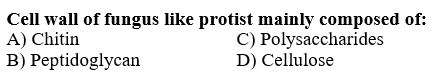 Cell wall of fungus like protist mainly composed of:
A) Chitin C) Polysaccharides
B) Peptidoglycan D) Cellulose